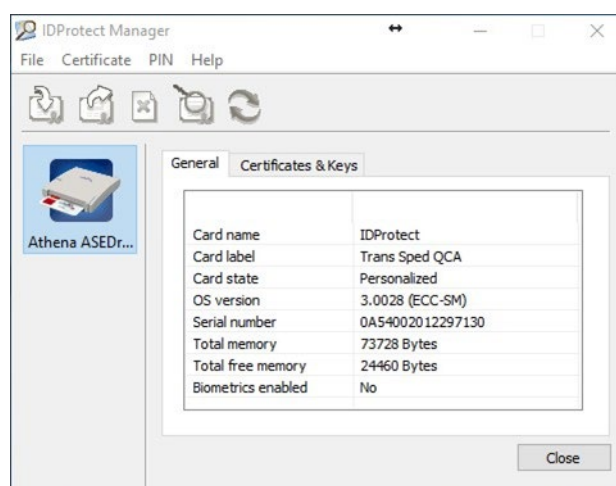 IDProtect Manager
File Certificate PIN Help
Athena ASEDr...
General Certificates & Keys
Card name IDProtect
Card label Trans Sped QCA
Card state Personalized
OS version 3.0028 (ECC-SM)
Serial number 0A54002012297130
Total memory 73728 Bytes
Total free memory 24460 Bytes
Biometrics enabled No
Close